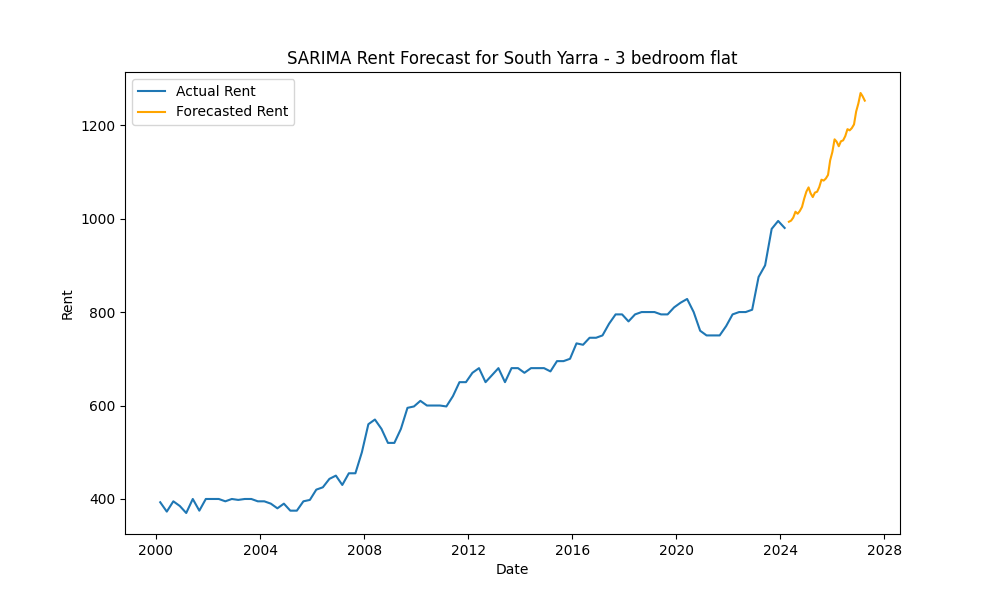 SARIMA Rent Forecast for South Yarra - 3 bedroom flat
Actual Rent
Forecasted Rent
1200
1000
800
600
400
Rent
2000 2004 2008 2012 2016 2020 2024 2028
Date